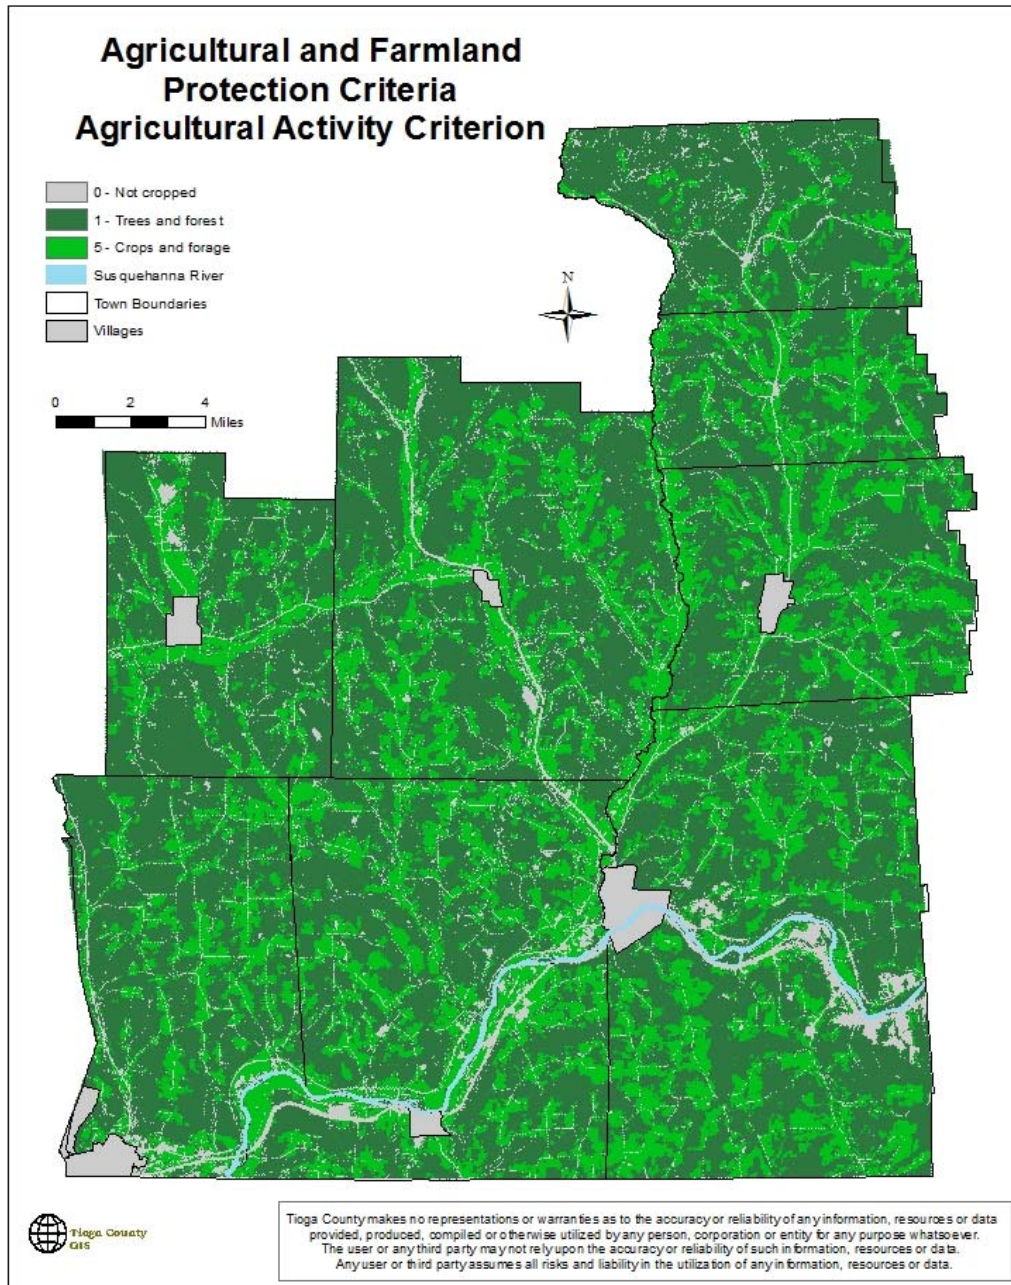 Agricultural and Farmland
Protection Criteria
Agricultural Activity Criterion
0 - Not cropped
1 - Trees and forest
5 - Crops and forage
Susquehanna River
Town Boundaries
Villages
N
0 2 4
Miles
Tioga County
GIS
Tioga County makes no representations or warranties as to the accuracy or reliability of any information, resources or data
provided, produced, compiled or otherwise utilized by any person, corporation or entity for any purpose whatsoever.
The user or any third party may not rely upon the accuracy or reliability of such information, resources or data.
Any user or third party assumes all risks and liability in the utilization of any information, resources or data.